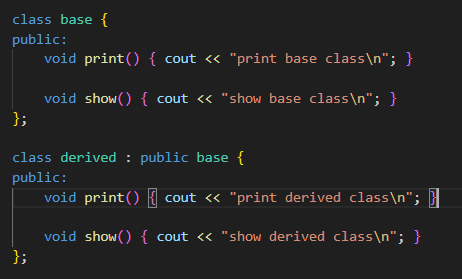 class base {
public:
    void print() { cout << "print base class\n"; }
    void show() { cout << "show base class\n"; }
};
class derived : public base {
public:
    void print() { cout << "print derived class\n"; }
    void show() { cout << "show derived class\n"; }
};